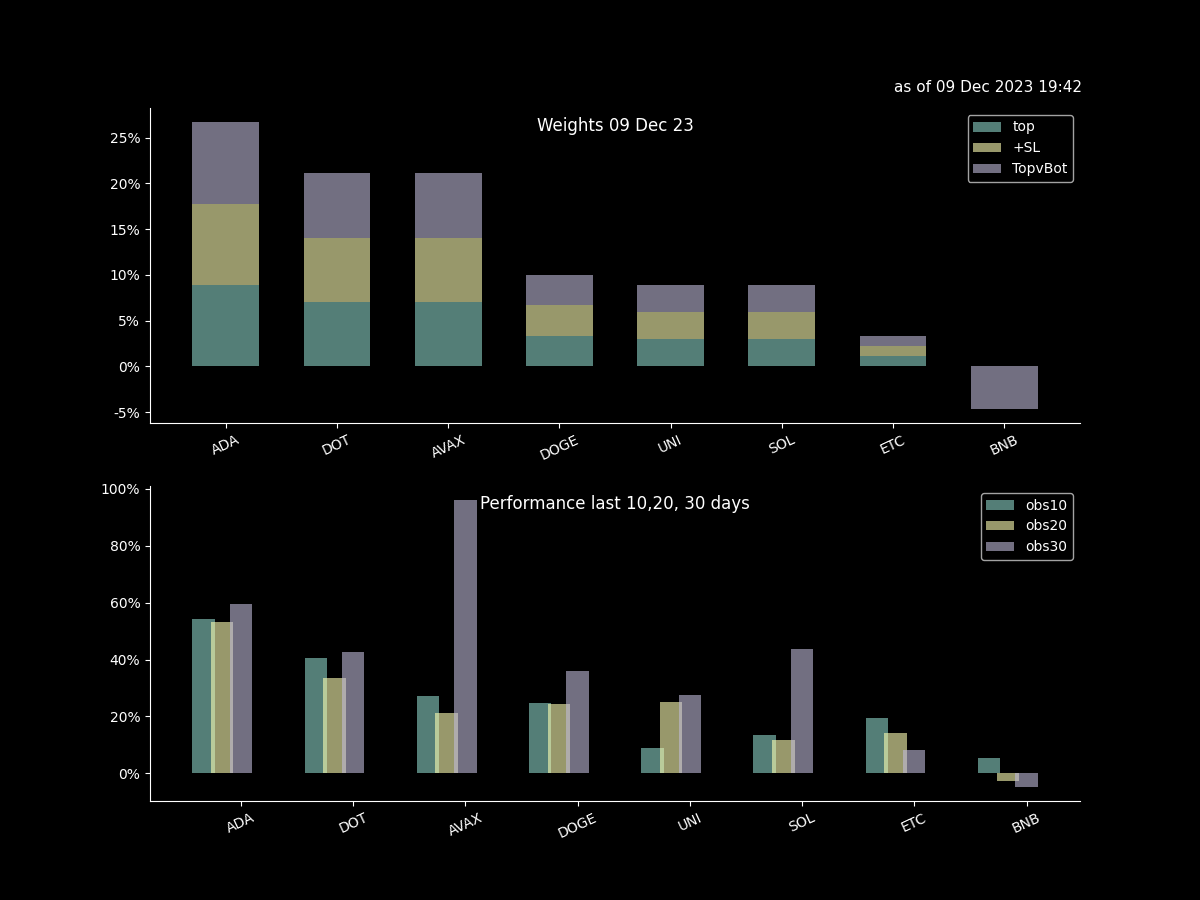 as of 09 Dec 2023 19:42
Weights 09 Dec 23
top
+SL
TopvBot
25%
20%
15%
10%
5%
0%
-5%
ADA DOT AVAX DOGE UNI SOL ETC BNB
Performance last 10,20, 30 days
obs10
obs20
obs30
100%
80%
60%
40%
20%
0%
ADA DOT AVAX DOGE UNI SOL ETC BNB